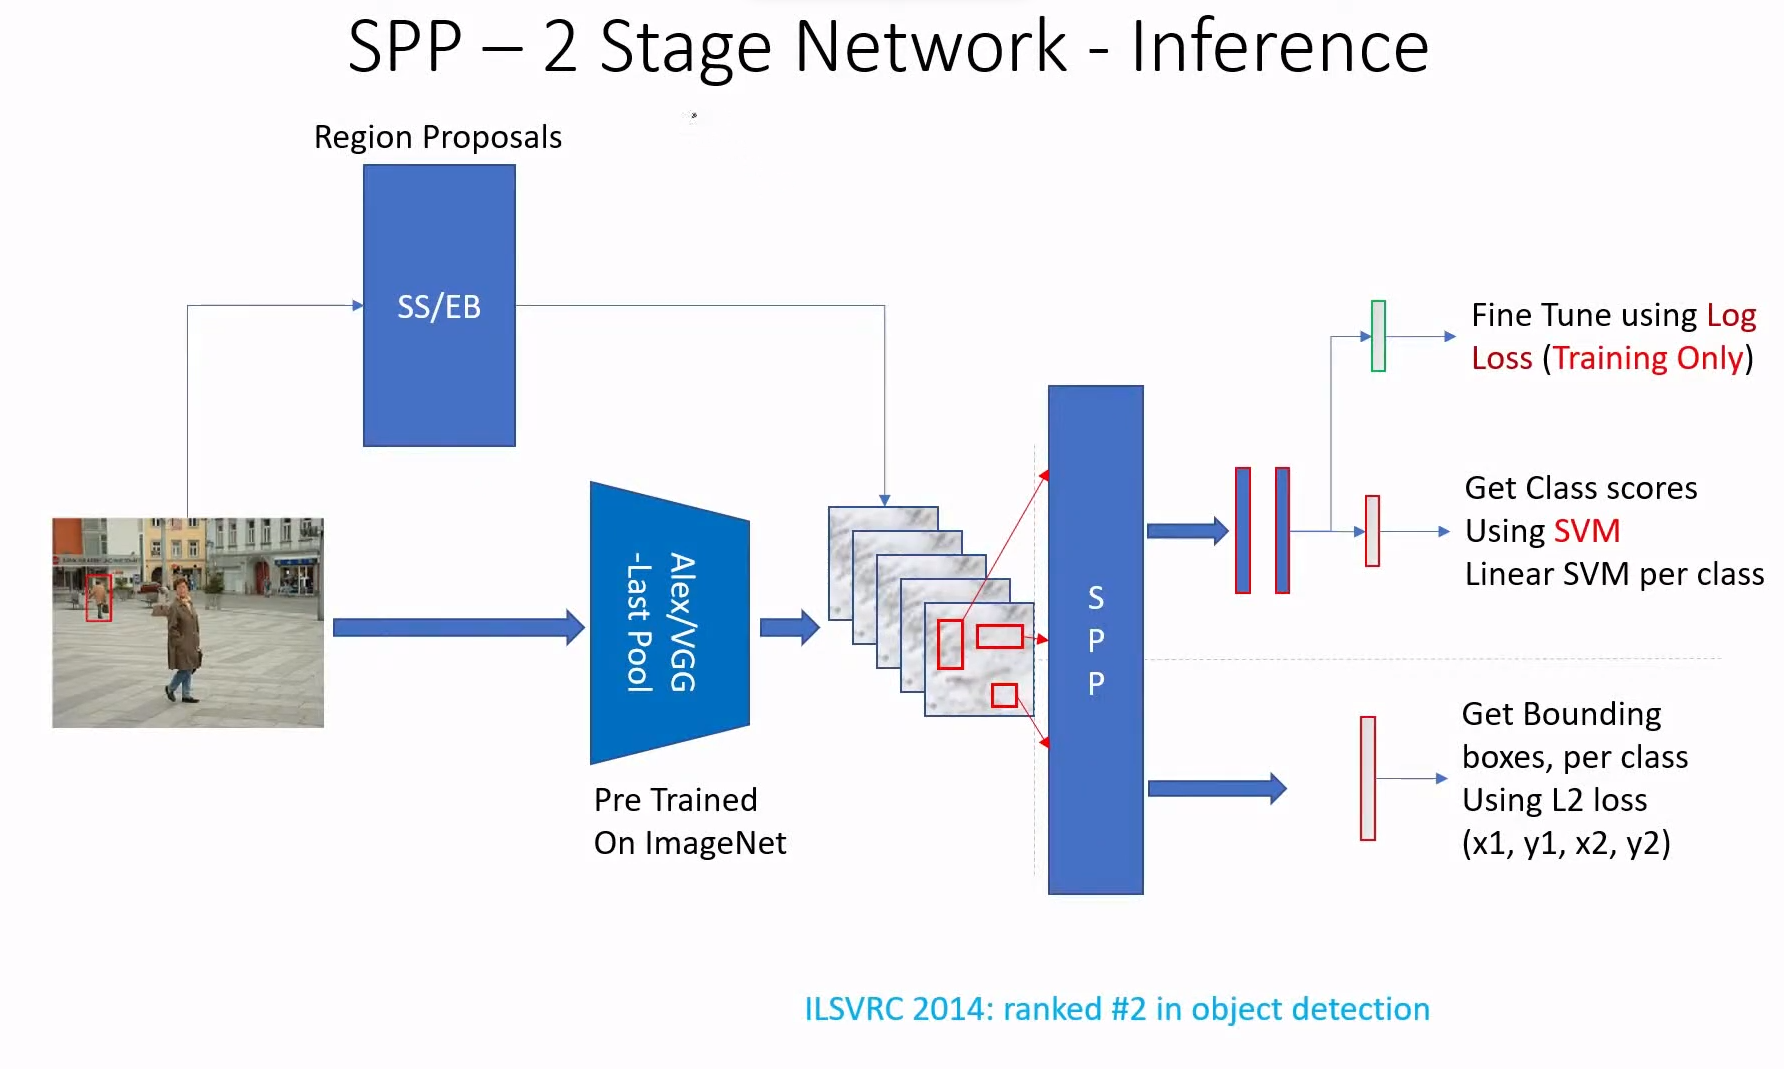 SPP – 2 Stage Network - Inference
Region Proposals
SS/EB
Alex/VGG
-Last Pool
Pre Trained
On ImageNet
S
P
P
Fine Tune using Log
Loss (Training Only)
Get Class scores
Using SVM
Linear SVM per class
Get Bounding
boxes, per class
Using L2 loss
(x1, y1, x2, y2)
ILSVRC 2014: ranked #2 in object detection